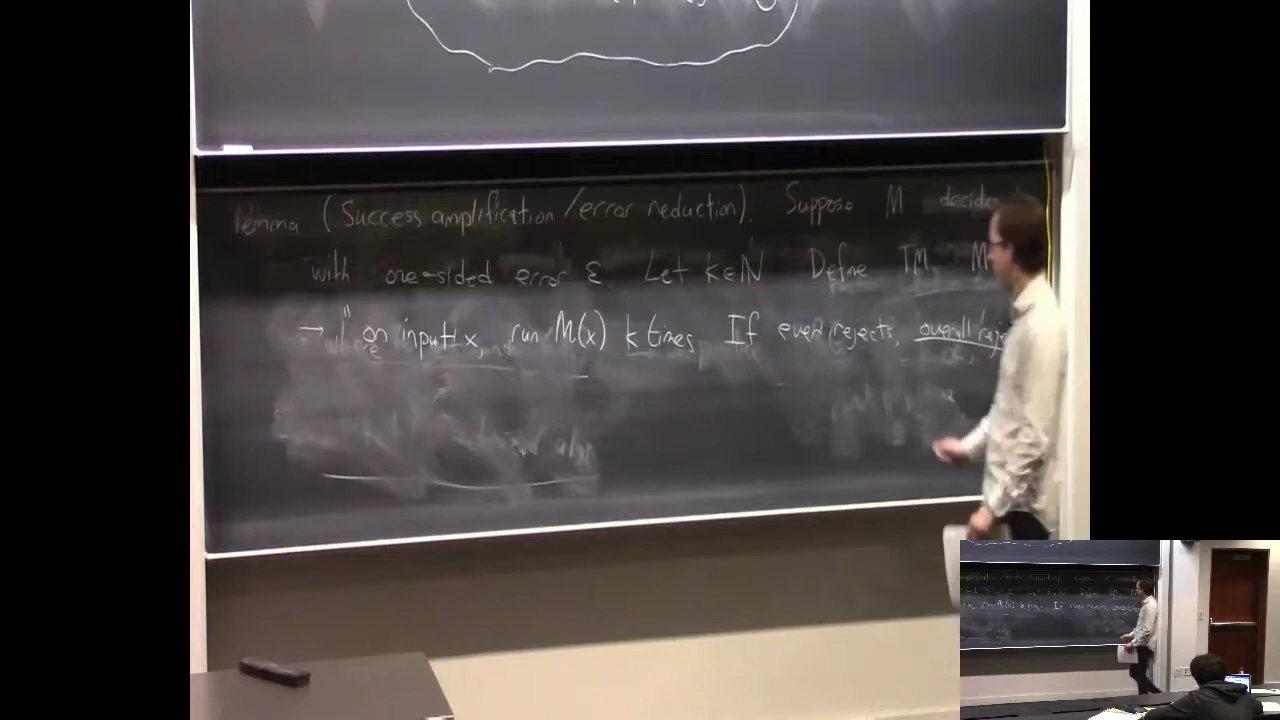 Lemma (Success amplification/error reduction). Suppose M decides
with one-sided error ε Let k∈N Define TM M
→ " on input x, run M(x) k times. If ever rejects, overall reje